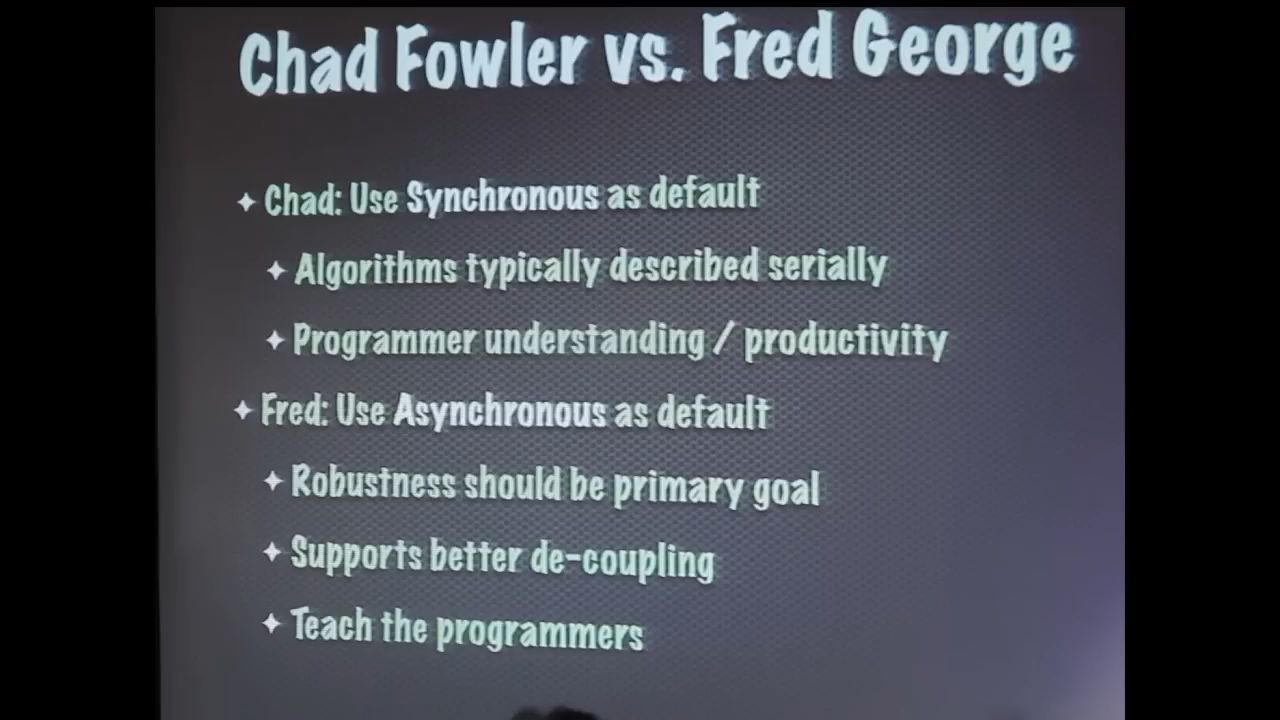 Chad Fowler vs. Fred George
Chad: Use Synchronous as default
Algorithms typically described serially
Programmer understanding / productivity
Fred: Use Asynchronous as default
Robustness should be primary goal
Supports better de-coupling
Teach the programmers